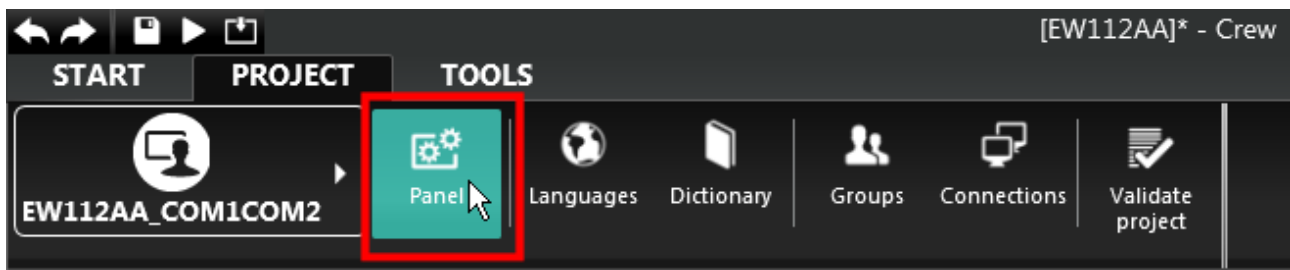 [EW112AA]* - Crew
START PROJECT TOOLS
EW112AA_COM1COM2
Panel
Languages
Dictionary
Groups
Connections
Validate
project